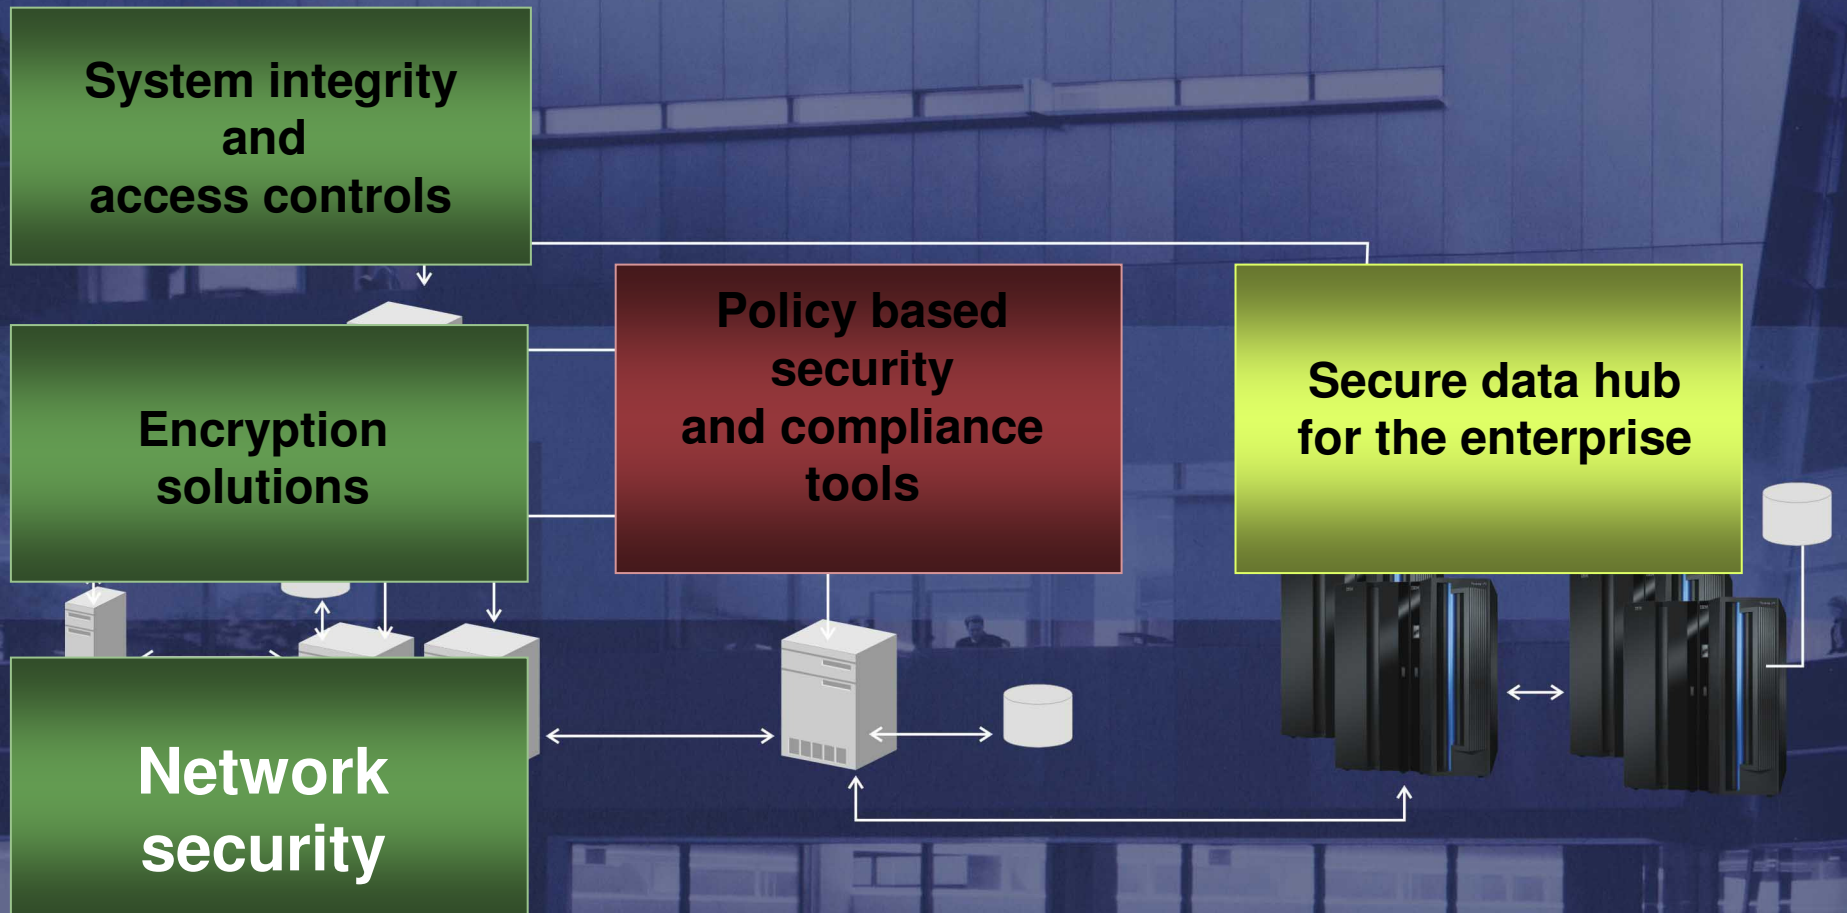 System integrity
and
access controls
Encryption
solutions
Network
security
Policy based
security
and compliance
tools
Secure data hub
for the enterprise